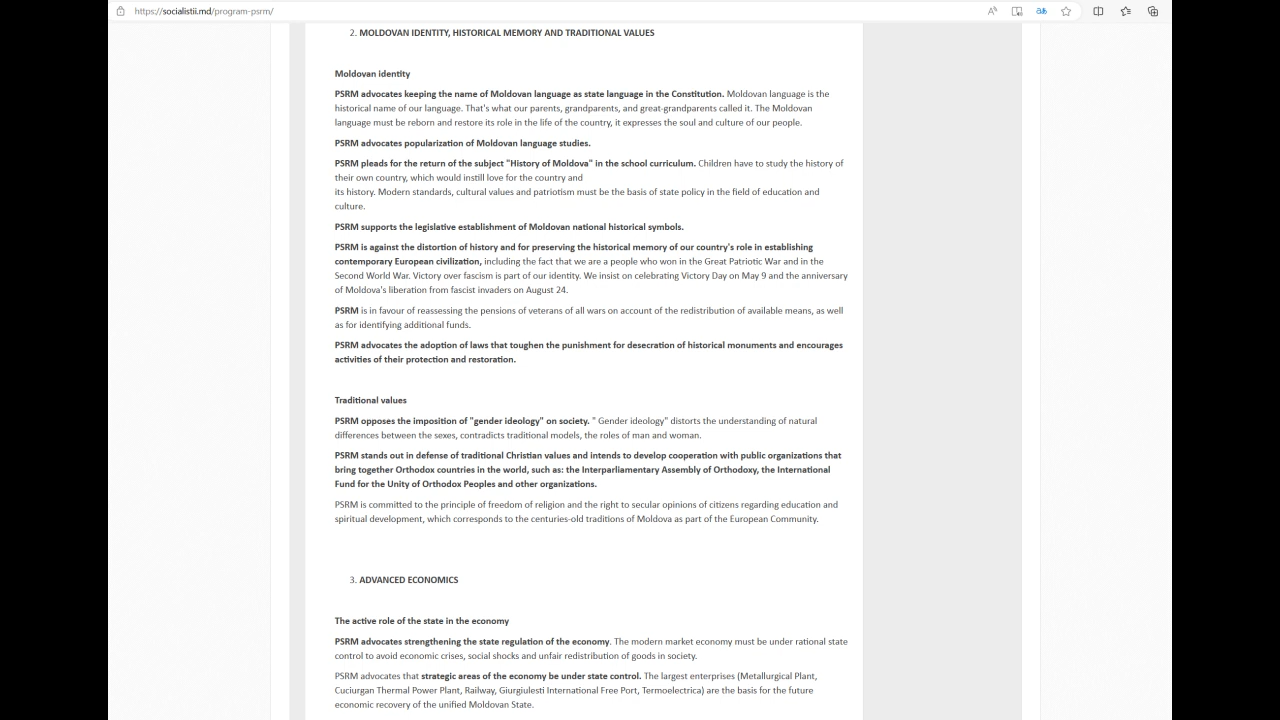 https://socialistii.md/program-psrm/
2. MOLDOVAN IDENTITY, HISTORICAL MEMORY AND TRADITIONAL VALUES
Moldovan identity
PSRM advocates keeping the name of Moldovan language as state language in the Constitution. Moldovan language is the
historical name of our language. That's what our parents, grandparents, and great-grandparents called it. The Moldovan
language must be reborn and restore its role in the life of the country, it expresses the soul and culture of our people.
PSRM advocates popularization of Moldovan language studies.
PSRM pleads for the return of the subject "History of Moldova" in the school curriculum. Children have to study the history of
their own country, which would instill love for the country and
its history. Modern standards, cultural values and patriotism must be the basis of state policy in the field of education and
culture.
PSRM supports the legislative establishment of Moldovan national historical symbols.
PSRM is against the distortion of history and for preserving the historical memory of our country's role in establishing
contemporary European civilization, including the fact that we are a people who won in the Great Patriotic War and in the
Second World War. Victory over fascism is part of our identity. We insist on celebrating Victory Day on May 9 and the anniversary
of Moldova's liberation from fascist invaders on August 24.
PSRM is in favour of reassessing the pensions of veterans of all wars on account of the redistribution of available means, as well
as for identifying additional funds.
PSRM advocates the adoption of laws that toughen the punishment for desecration of historical monuments and encourages
activities of their protection and restoration.
Traditional values
PSRM opposes the imposition of "gender ideology" on society. " Gender ideology" distorts the understanding of natural
differences between the sexes, contradicts traditional models, the roles of man and woman.
PSRM stands out in defense of traditional Christian values and intends to develop cooperation with public organizations that
bring together Orthodox countries in the world, such as: the Interparliamentary Assembly of Orthodoxy, the International
Fund for the Unity of Orthodox Peoples and other organizations.
PSRM is committed to the principle of freedom of religion and the right to secular opinions of citizens regarding education and
spiritual development, which corresponds to the centuries-old traditions of Moldova as part of the European Community.
3. ADVANCED ECONOMICS
The active role of the state in the economy
PSRM advocates strengthening the state regulation of the economy. The modern market economy must be under rational state
control to avoid economic crises, social shocks and unfair redistribution of goods in society.
PSRM advocates that strategic areas of the economy be under state control. The largest enterprises (Metallurgical Plant,
Cuciurgan Thermal Power Plant, Railway, Giurgiulesti International Free Port, Termoelectrica) are the basis for the future
economic recovery of the unified Moldovan State.